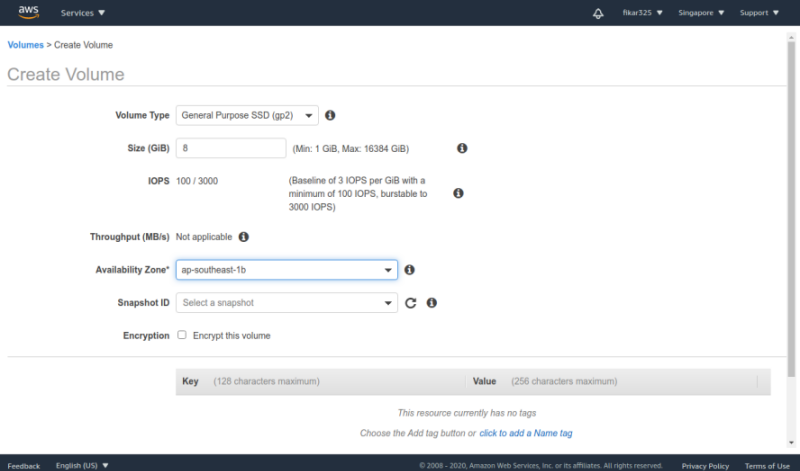 aws Services fikar325 Singapore Support
Volumes > Create Volume
Create Volume
Volume Type General Purpose SSD (gp2)
Size (GiB) 8 (Min: 1 GiB, Max: 16384 GiB)
IOPS 100 / 3000 (Baseline of 3 IOPS per GiB with a
minimum of 100 IOPS, burstable to
3000 IOPS)
Throughput (MB/s) Not applicable
Availability Zone* ap-southeast-1b
Snapshot ID Select a snapshot
Encryption Encrypt this volume
Key (128 characters maximum) Value (256 characters maximum)
This resource currently has no tags
Choose the Add tag button or click to add a Name tag
Feedback English (US) © 2008 - 2020, Amazon Web Services, Inc. or its affiliates. All rights reserved. Privacy Policy Terms of Use